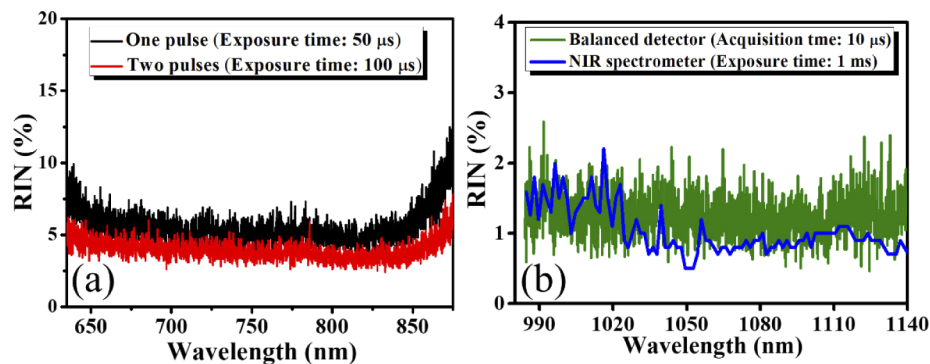 20
15
10
5
0
RIN (%)
One pulse (Exposure time: 50 μs)
Two pulses (Exposure time: 100 μs)
(a)
650 700 750 800 850
Wavelength (nm)
4
3
2
1
0
RIN (%)
Balanced detector (Acquisition tme: 10 μs)
NIR spectrometer (Exposure time: 1 ms)
(b)
990 1020 1050 1080 1110 1140
Wavelength (nm)